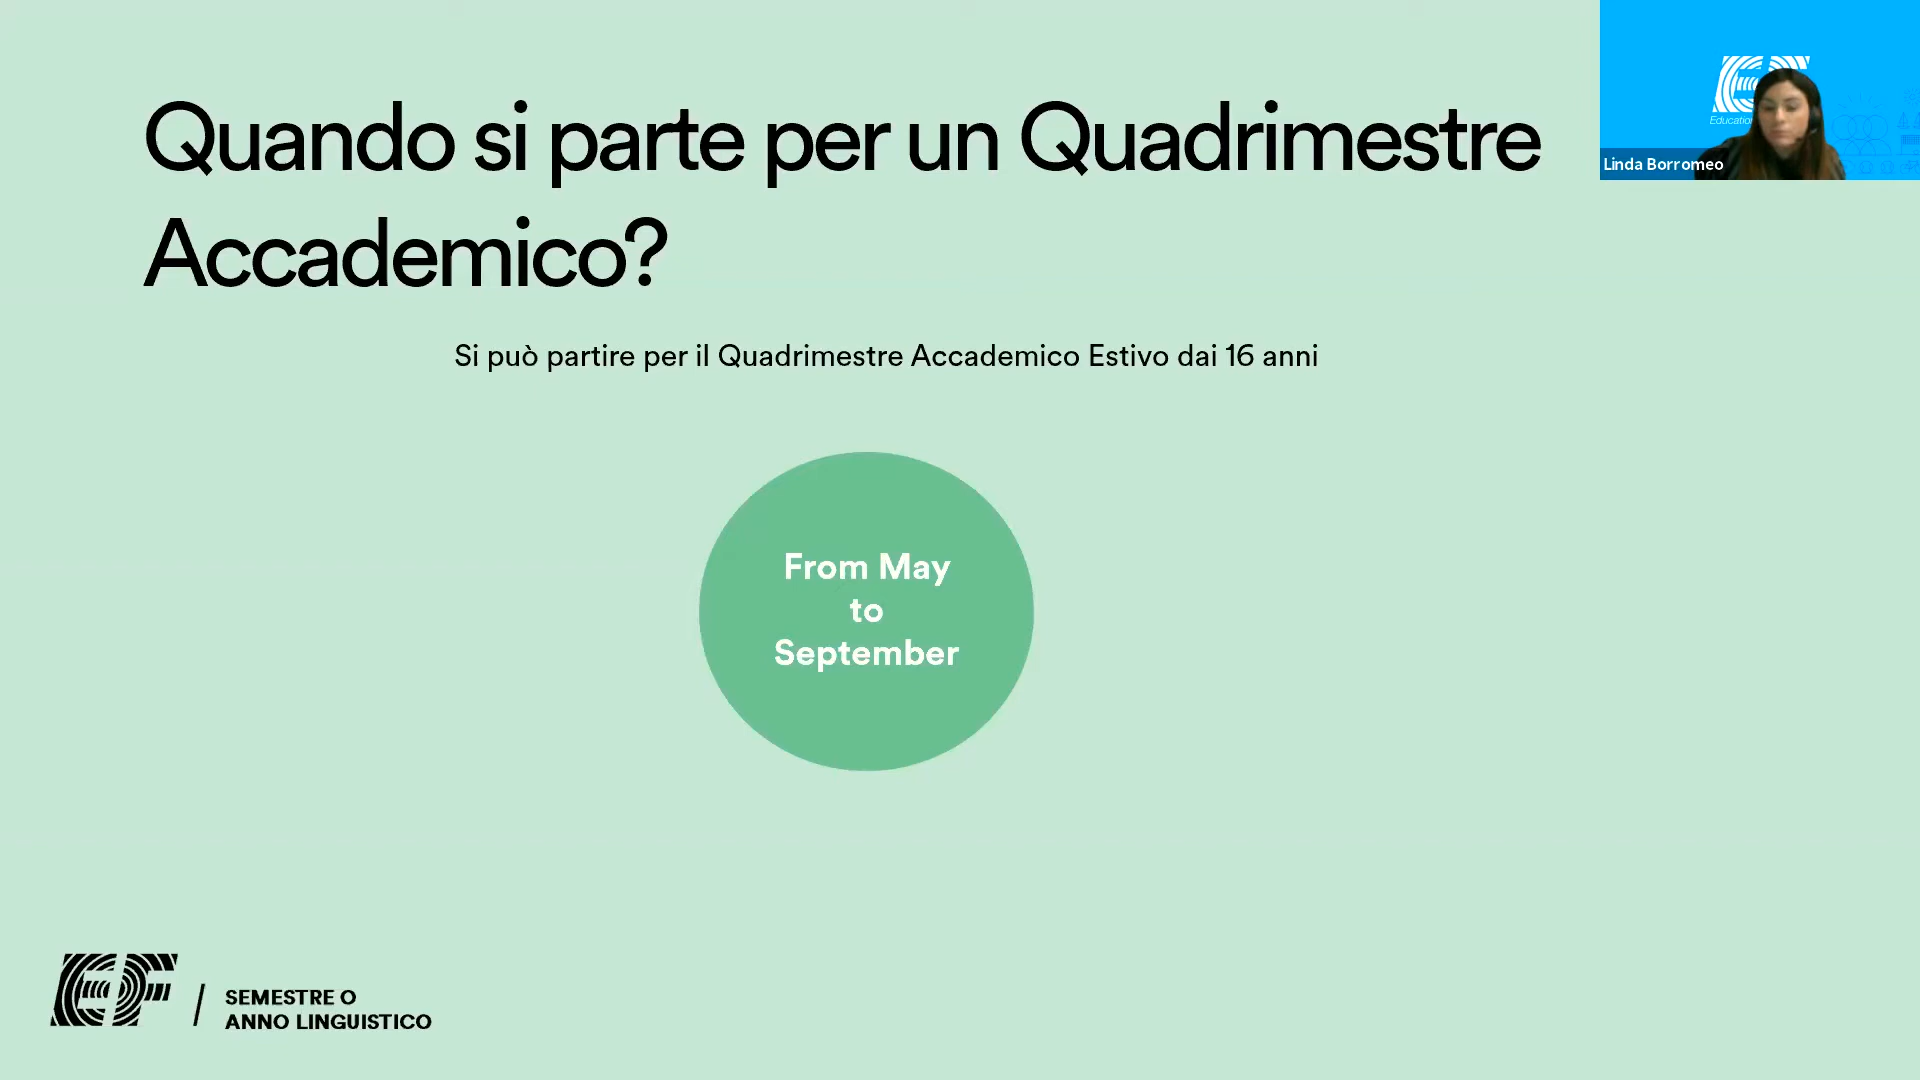 Quando si parte per un Quadrimestre
Accademico?
Linda Borromeo
Si può partire per il Quadrimestre Accademico Estivo dai 16 anni
From May
to
September
EF
SEMESTRE O
ANNO LINGUISTICO